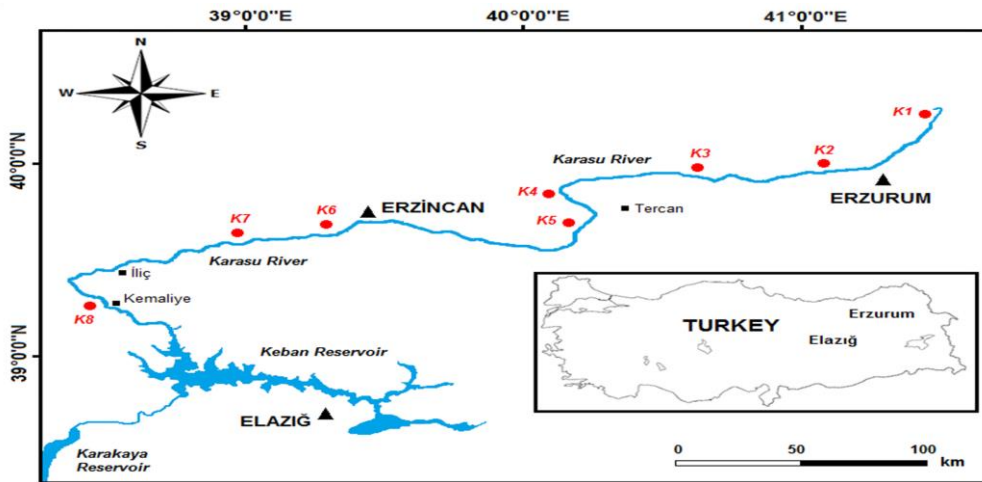 39°0'0"E 40°0'0"E 41°0'0"E
N
W E
S
40°0'0"N
39°0'0"N
K1
K2
K3
Karasu River
K4
K5
Tercan
ERZURUM
ERZİNCAN
K6
K7
Karasu River
İliç
Kemaliye
K8
Keban Reservoir
ELAZIĞ
Karakaya
Reservoir
TURKEY
Erzurum
Elazığ
0 50 100
km